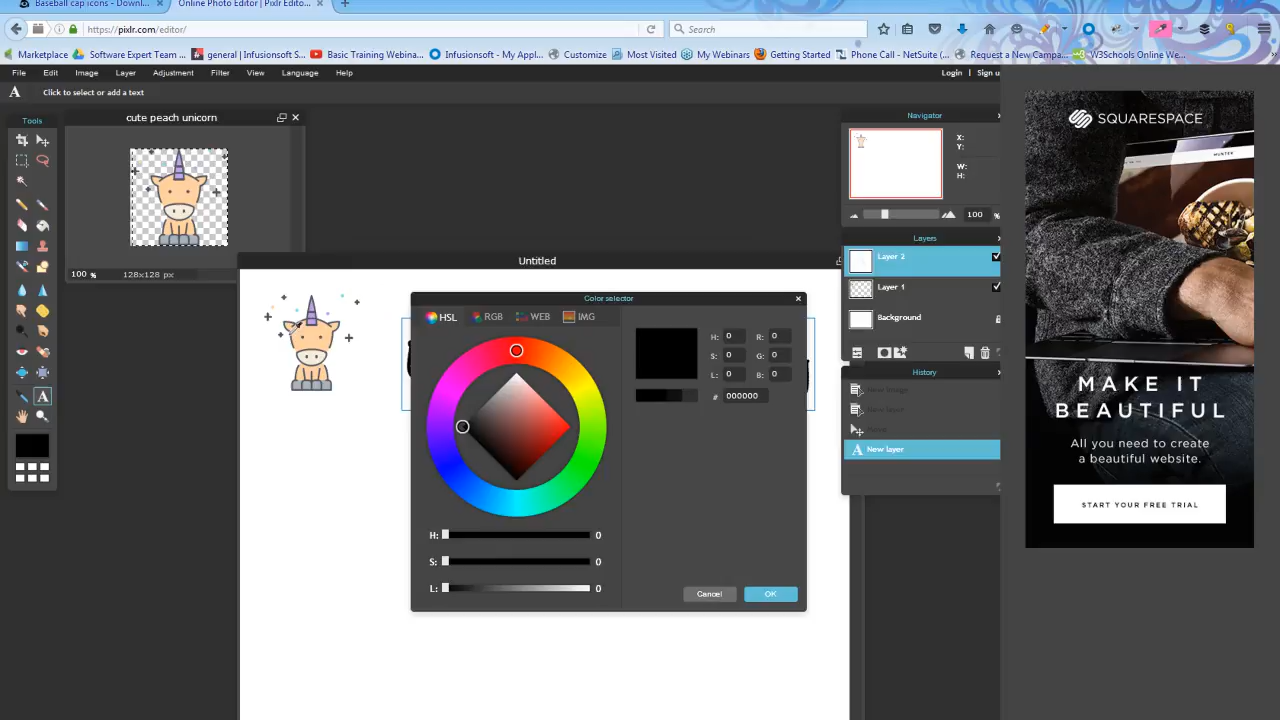 Baseball cap icons - Downl...
Online Photo Editor | Pixlr Edito...
https://pixlr.com/editor/
Search
Marketplace
Software Expert Team ...
general | Infusionsoft ...
Basic Training Webina...
Infusionsoft - My Appl...
Customize
Most Visited
My Webinars
Getting Started
Phone Call - NetSuite (...
Request a New Campa...
W3Schools Online We...
File Edit Image Layer Adjustment Filter View Language Help
Login | Sign u
A Click to select or add a text
Tools
cute peach unicorn
100 % 128x128 px
Untitled
Color selector
HSL RGB WEB IMG
H: 0 R: 0
S: 0 G: 0
L: 0 B: 0
# 000000
H: 0
S: 0
L: 0
Cancel OK
Navigator
X:
Y:
W:
H:
100 %
Layers
Layer 2
Layer 1
Background
History
New image
New layer
Paste
A New layer
SQUARESPACE
MAKE IT
BEAUTIFUL
All you need to create
a beautiful website.
START YOUR FREE TRIAL